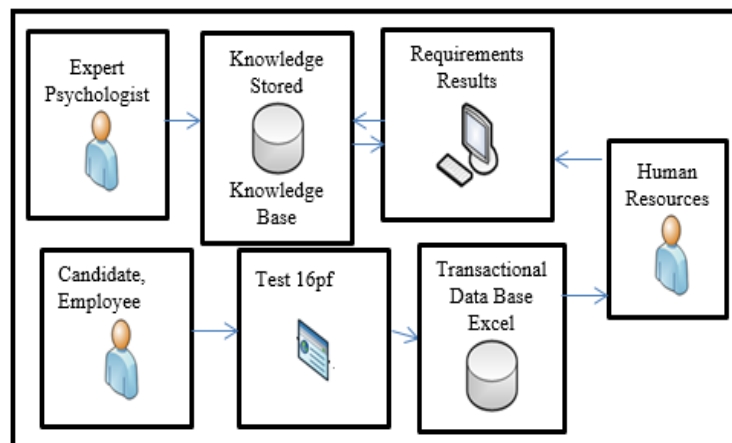 Expert
Psychologist
Knowledge
Stored
Knowledge
Base
Requirements
Results
Human
Resources
Candidate,
Employee
Test 16pf
Transactional
Data Base
Excel